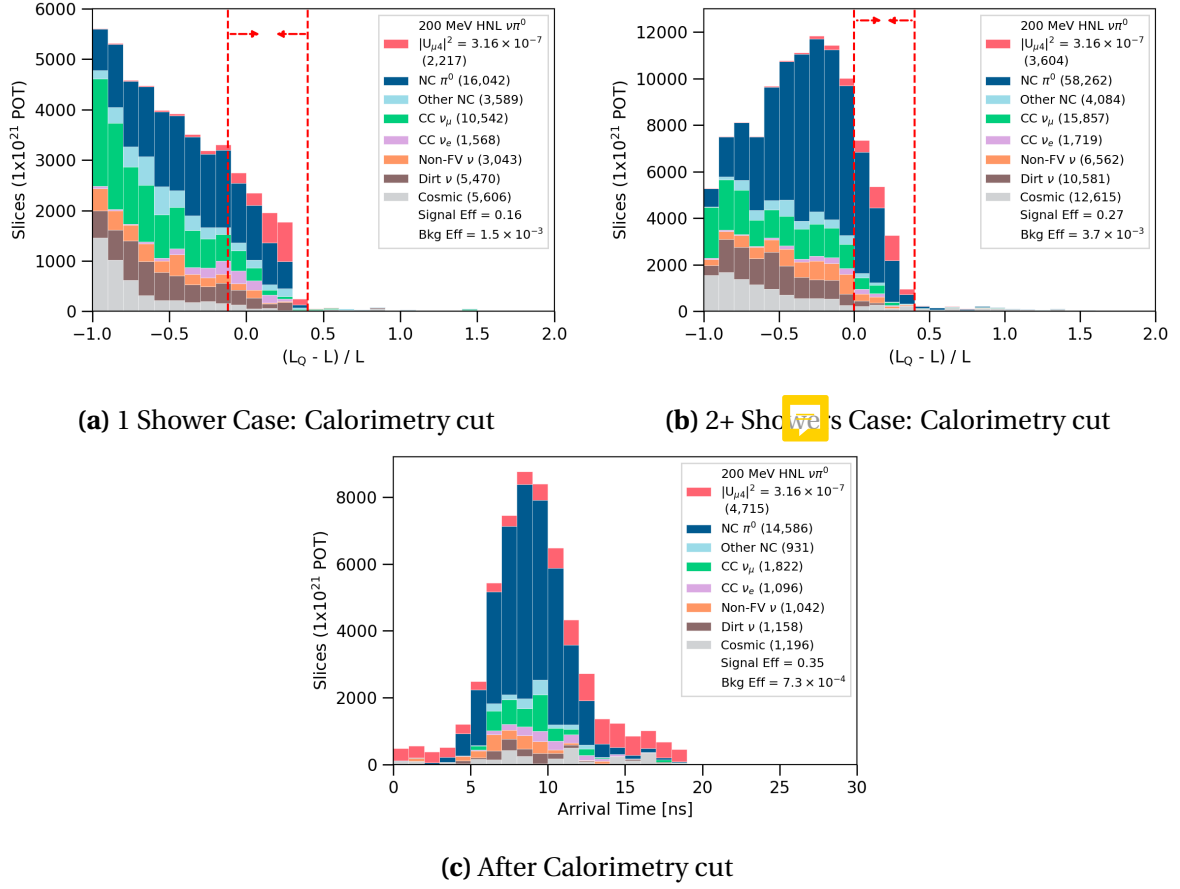 6000
5000
4000
3000
2000
1000
0
Slices (1x10²¹ POT)
−1.0 −0.5 0.0 0.5 1.0 1.5 2.0
(L_Q - L) / L
200 MeV HNL νπ⁰
|U_μ4|² = 3.16 × 10⁻⁷
(2,217)
NC π⁰ (16,042)
Other NC (3,589)
CC ν_μ (10,542)
CC ν_e (1,568)
Non-FV ν (3,043)
Dirt ν (5,470)
Cosmic (5,606)
Signal Eff = 0.16
Bkg Eff = 1.5 × 10⁻³
12000
10000
8000
6000
4000
2000
0
Slices (1x10²¹ POT)
−1.0 −0.5 0.0 0.5 1.0 1.5 2.0
(L_Q - L) / L
200 MeV HNL νπ⁰
|U_μ4|² = 3.16 × 10⁻⁷
(3,604)
NC π⁰ (58,262)
Other NC (4,084)
CC ν_μ (15,857)
CC ν_e (1,719)
Non-FV ν (6,562)
Dirt ν (10,581)
Cosmic (12,615)
Signal Eff = 0.27
Bkg Eff = 3.7 × 10⁻³
(a) 1 Shower Case: Calorimetry cut
(b) 2+ Showers Case: Calorimetry cut
8000
6000
4000
2000
0
Slices (1x10²¹ POT)
0 5 10 15 20 25 30
Arrival Time [ns]
200 MeV HNL νπ⁰
|U_μ4|² = 3.16 × 10⁻⁷
(4,715)
NC π⁰ (14,586)
Other NC (931)
CC ν_μ (1,822)
CC ν_e (1,096)
Non-FV ν (1,042)
Dirt ν (1,158)
Cosmic (1,196)
Signal Eff = 0.35
Bkg Eff = 7.3 × 10⁻⁴
(c) After Calorimetry cut